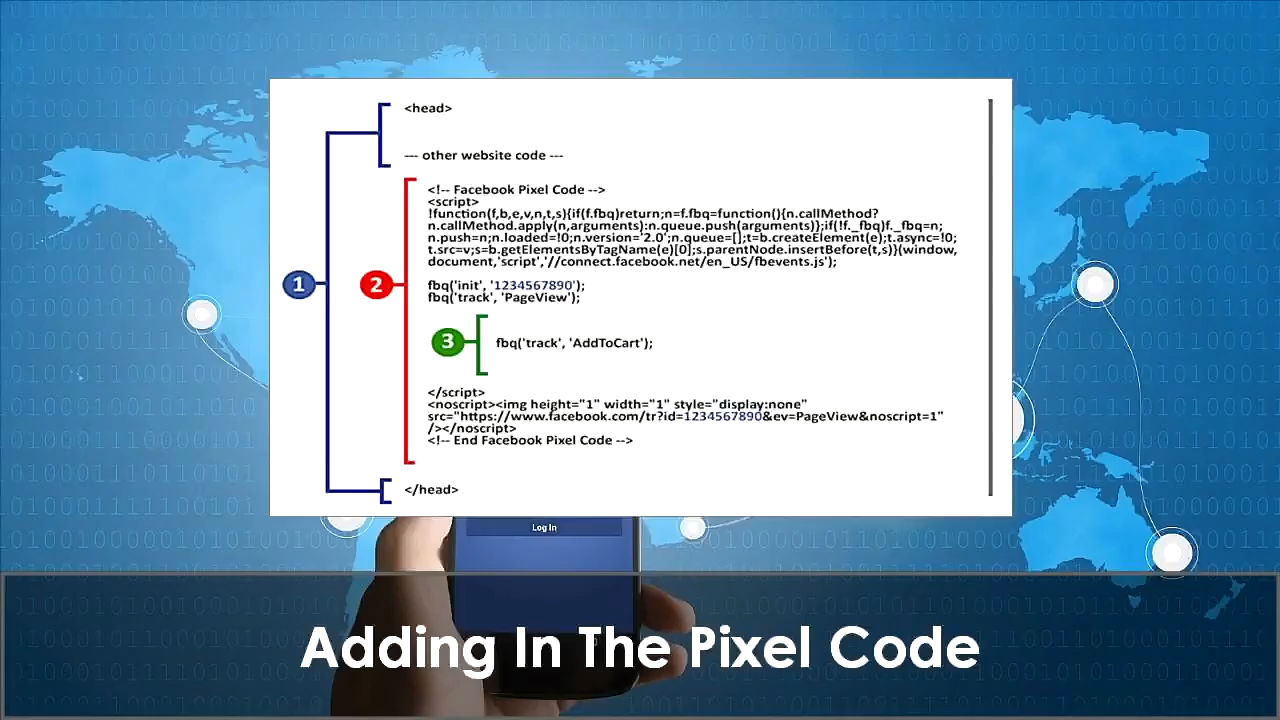 <head>
--- other website code ---
<!-- Facebook Pixel Code -->
<script>
!function(f,b,e,v,n,t,s){if(f.fbq)return;n=f.fbq=function(){n.callMethod?
n.callMethod.apply(n,arguments):n.queue.push(arguments)};if(!f._fbq)f._fbq=n;
n.push=n;n.loaded=!0;n.version='2.0';n.queue=[];t=b.createElement(e);t.async=!0;
t.src=v;s=b.getElementsByTagName(e)[0];s.parentNode.insertBefore(t,s)}(window,
document,'script','//connect.facebook.net/en_US/fbevents.js');
1
2
fbq('init', '1234567890');
fbq('track', 'PageView');
3
fbq('track', 'AddToCart');
</script>
<noscript><img height="1" width="1" style="display:none"
src="https://www.facebook.com/tr?id=1234567890&ev=PageView&noscript=1"
/></noscript>
<!-- End Facebook Pixel Code -->
</head>
Log In
Adding In The Pixel Code